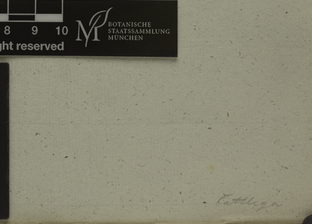 8 9 10
ght reserved
BOTANISCHE
STAATSSAMMLUNG
MÜNCHEN